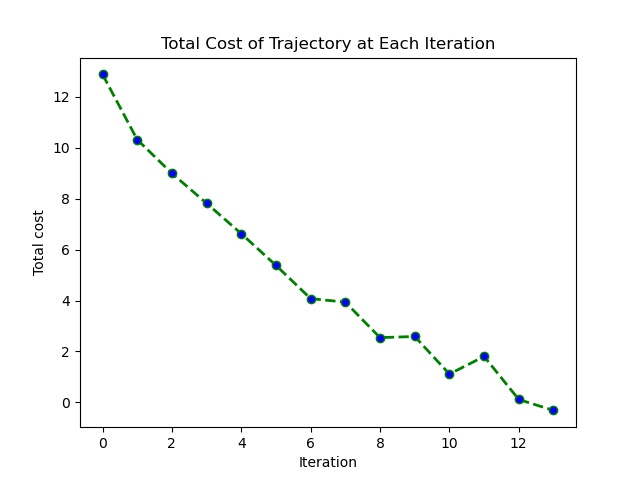 Total Cost of Trajectory at Each Iteration
12
10
8
6
4
2
0
Total cost
0 2 4 6 8 10 12
Iteration